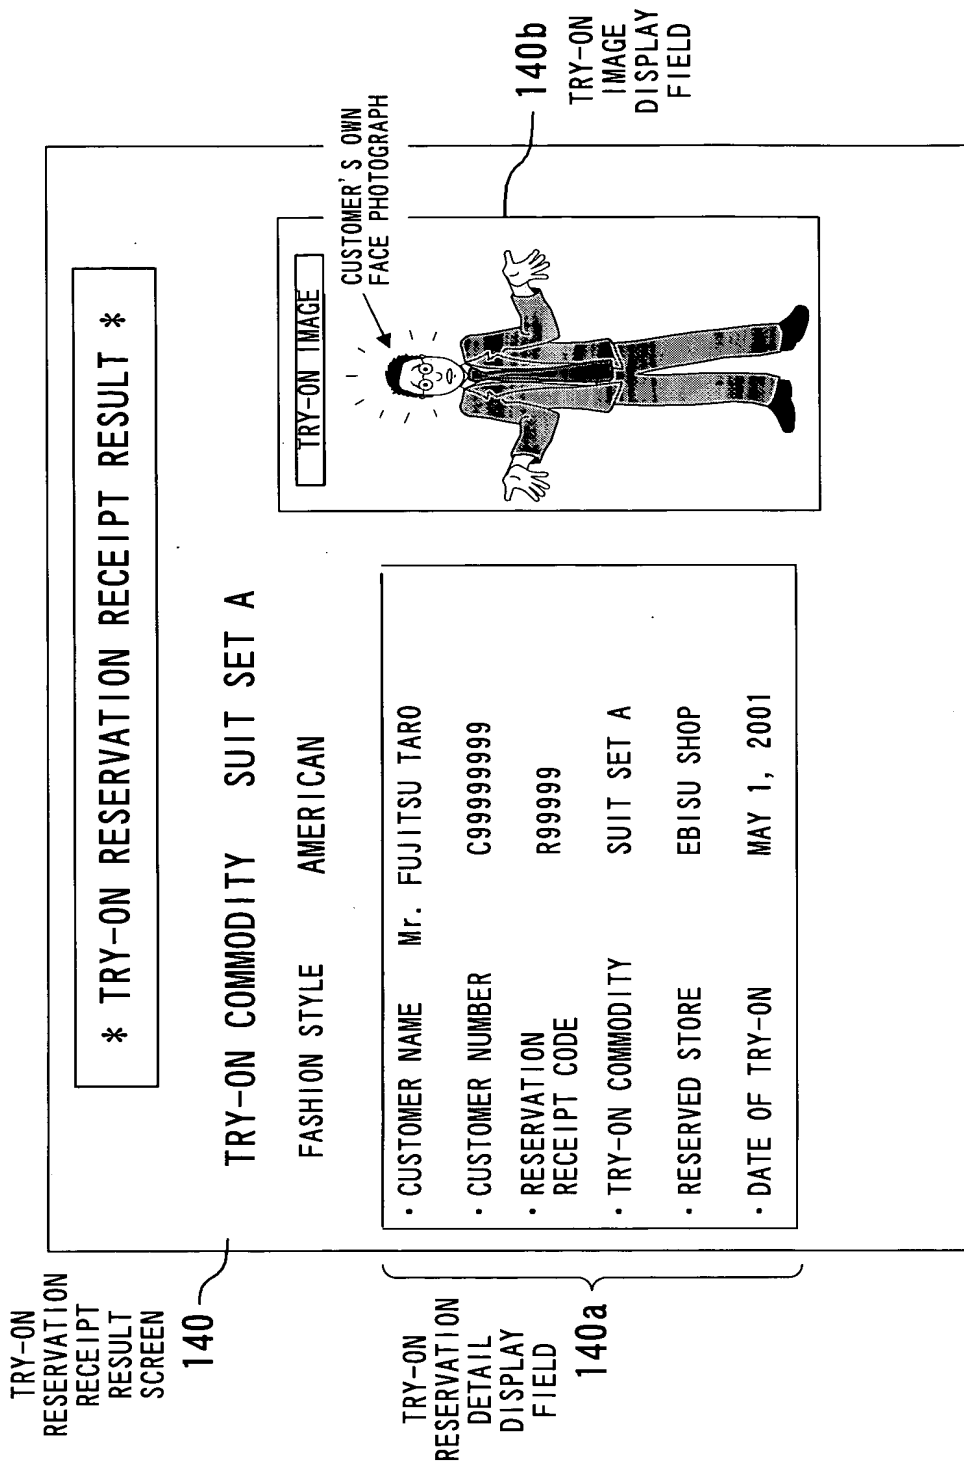 TRY-ON
RESERVATION
RECEIPT
RESULT
SCREEN
140
* TRY-ON RESERVATION RECEIPT RESULT *
TRY-ON COMMODITY SUIT SET A
FASHION STYLE AMERICAN
TRY-ON
RESERVATION
DETAIL
DISPLAY
FIELD
140a
・CUSTOMER NAME Mr. FUJITSU TARO
・CUSTOMER NUMBER C99999999
・RESERVATION
RECEIPT CODE R99999
・TRY-ON COMMODITY SUIT SET A
・RESERVED STORE EBISU SHOP
・DATE OF TRY-ON MAY 1, 2001
TRY-ON IMAGE
CUSTOMER'S OWN
FACE PHOTOGRAPH
140b
TRY-ON
IMAGE
DISPLAY
FIELD